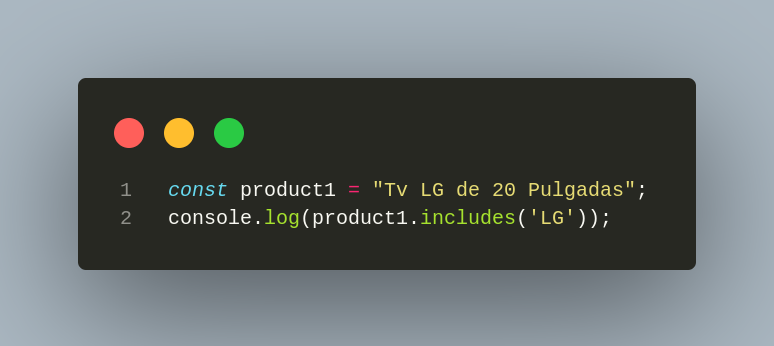 1 const product1 = "Tv LG de 20 Pulgadas";
2 console.log(product1.includes('LG'));